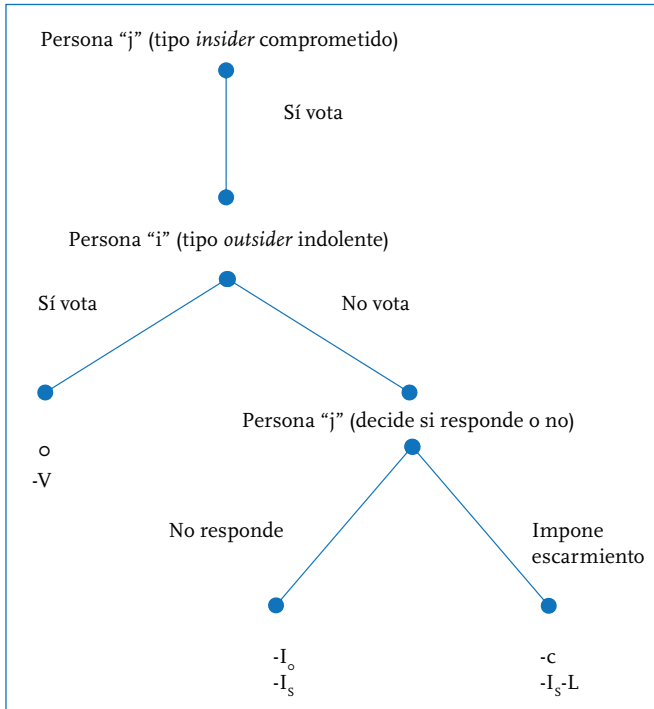 Persona “j” (tipo insider comprometido)
Sí vota
Persona “i” (tipo outsider indolente)
Sí vota
No vota
Persona “j” (decide si responde o no)
o
-V
No responde
Impone
escarmiento
-I₀
-Iₛ
-c
-Iₛ-L